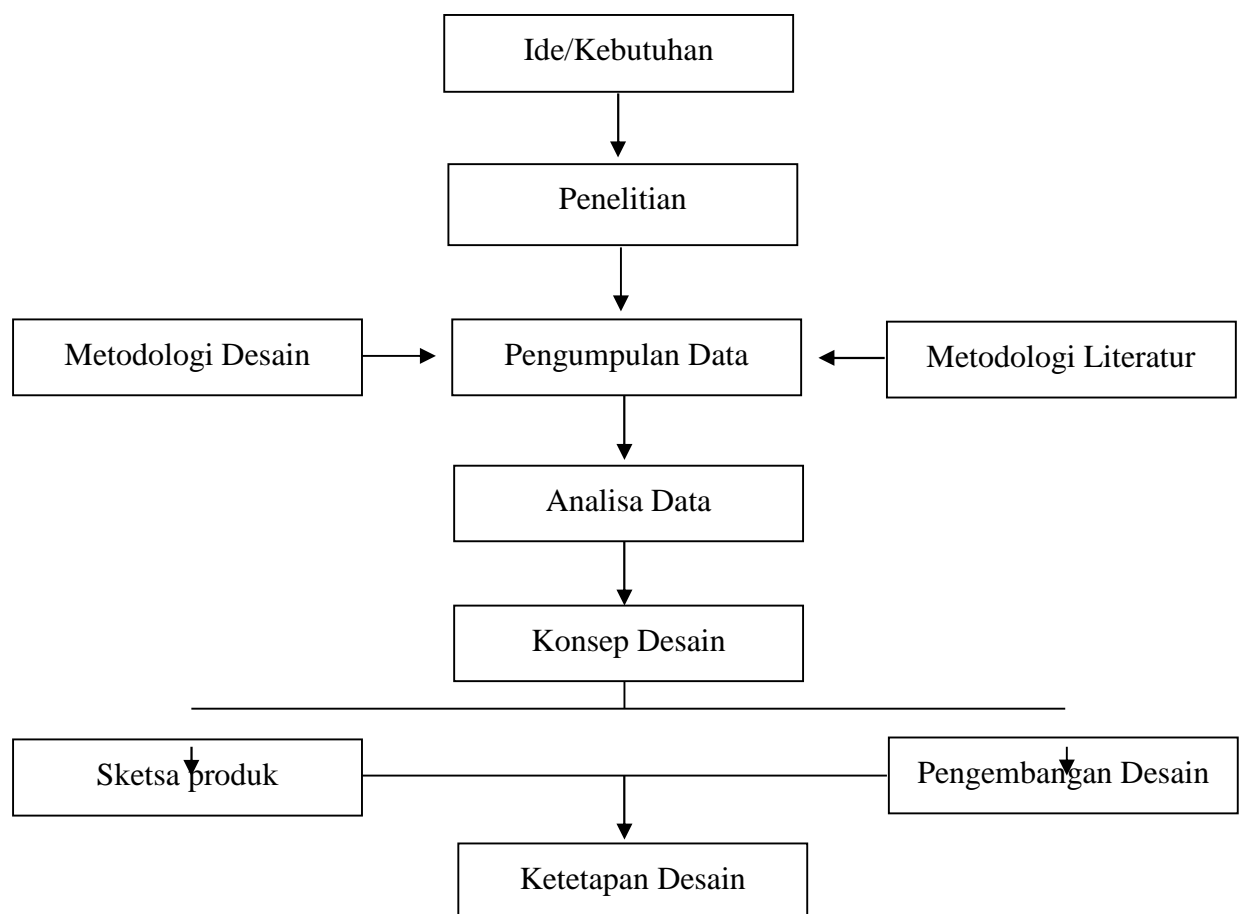 Ide/Kebutuhan
Penelitian
Metodologi Desain
Pengumpulan Data
Metodologi Literatur
Analisa Data
Konsep Desain
Sketsa produk
Pengembangan Desain
Ketetapan Desain